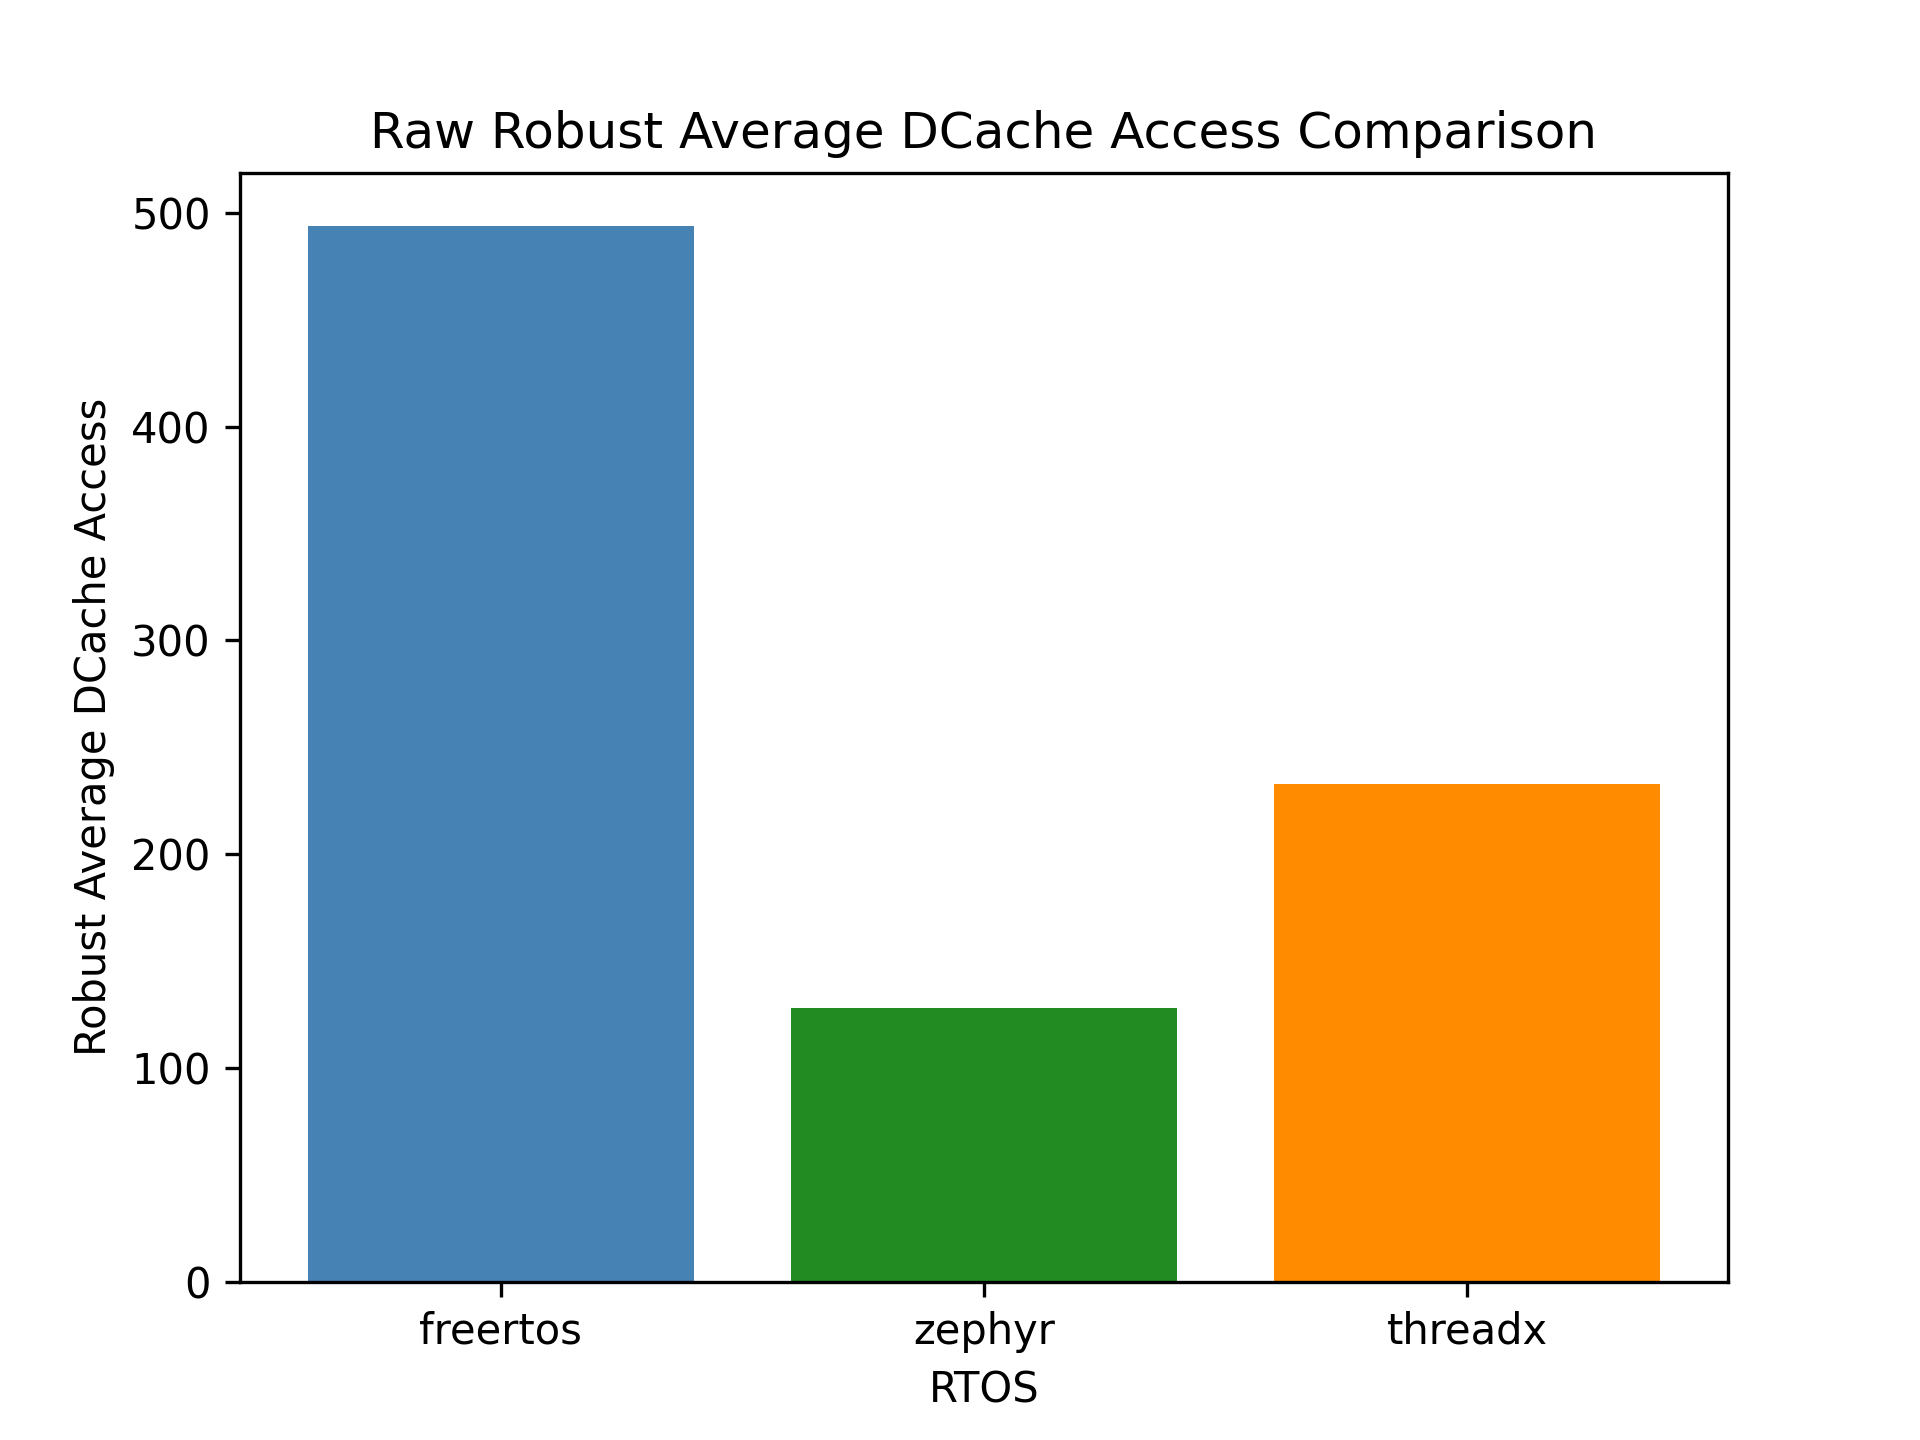 Raw Robust Average DCache Access Comparison
Robust Average DCache Access
500
400
300
200
100
0
freertos
zephyr
threadx
RTOS